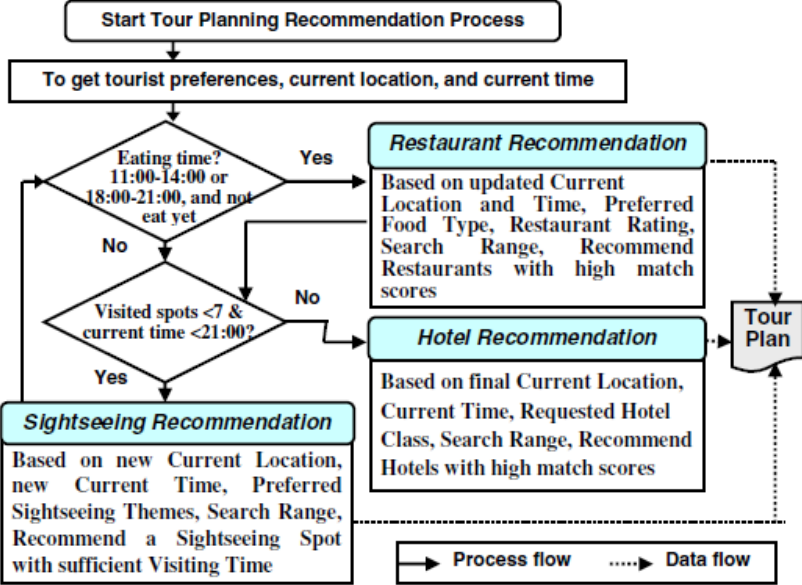 Start Tour Planning Recommendation Process
To get tourist preferences, current location, and current time
Eating time?
11:00-14:00 or
18:00-21:00, and not
eat yet
Yes
No
Restaurant Recommendation
Based on updated Current
Location and Time, Preferred
Food Type, Restaurant Rating,
Search Range, Recommend
Restaurants with high match
scores
Visited spots <7 &
current time <21:00?
No
Yes
Hotel Recommendation
Based on final Current Location,
Current Time, Requested Hotel
Class, Search Range, Recommend
Hotels with high match scores
Tour
Plan
Sightseeing Recommendation
Based on new Current Location,
new Current Time, Preferred
Sightseeing Themes, Search Range,
Recommend a Sightseeing Spot
with sufficient Visiting Time
Process flow
Data flow